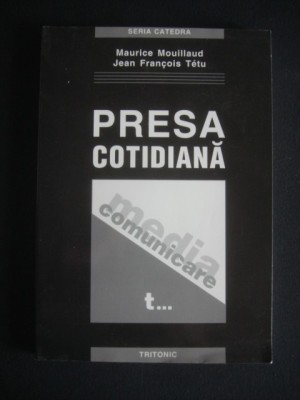 SERIA CATEDRA
Maurice Mouillaud
Jean François Tétu
PRESA
COTIDIANĂ
media
comunicare
t...
TRITONIC